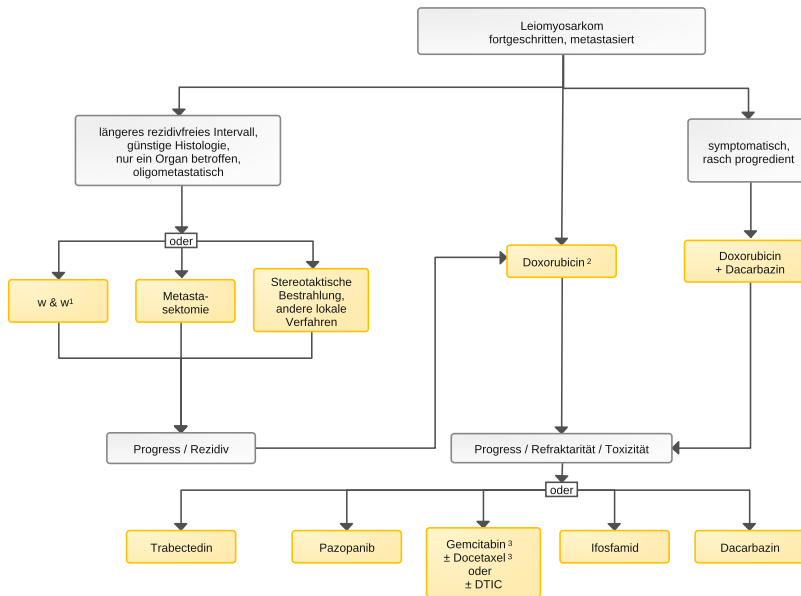 Leiomyosarkom
fortgeschritten, metastasiert
längeres rezidivfreies Intervall,
günstige Histologie,
nur ein Organ betroffen,
oligometastatisch
symptomatisch,
rasch progredient
oder
Doxorubicin ²
Doxorubicin
+ Dacarbazin
w & w¹
Metasta-
sektomie
Stereotaktische
Bestrahlung,
andere lokale
Verfahren
Progress / Rezidiv
Progress / Refraktarität / Toxizität
oder
Trabectedin
Pazopanib
Gemcitabin ³
± Docetaxel ³
oder
± DTIC
Ifosfamid
Dacarbazin